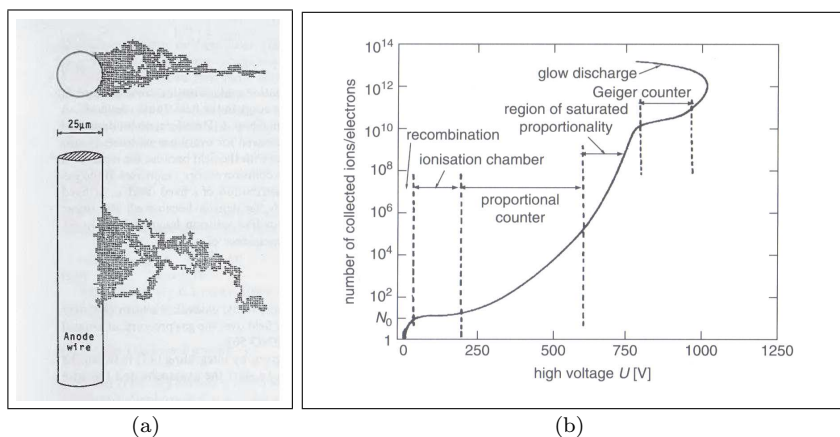 25μm
Anode
wire
(a)
number of collected ions/electrons
10^14
10^12
10^10
10^8
10^6
10^4
10^2
N_0
1
glow discharge
Geiger counter
region of saturated
proportionality
recombination
ionisation chamber
proportional
counter
0
250
500
750
1000
1250
high voltage U [V]
(b)